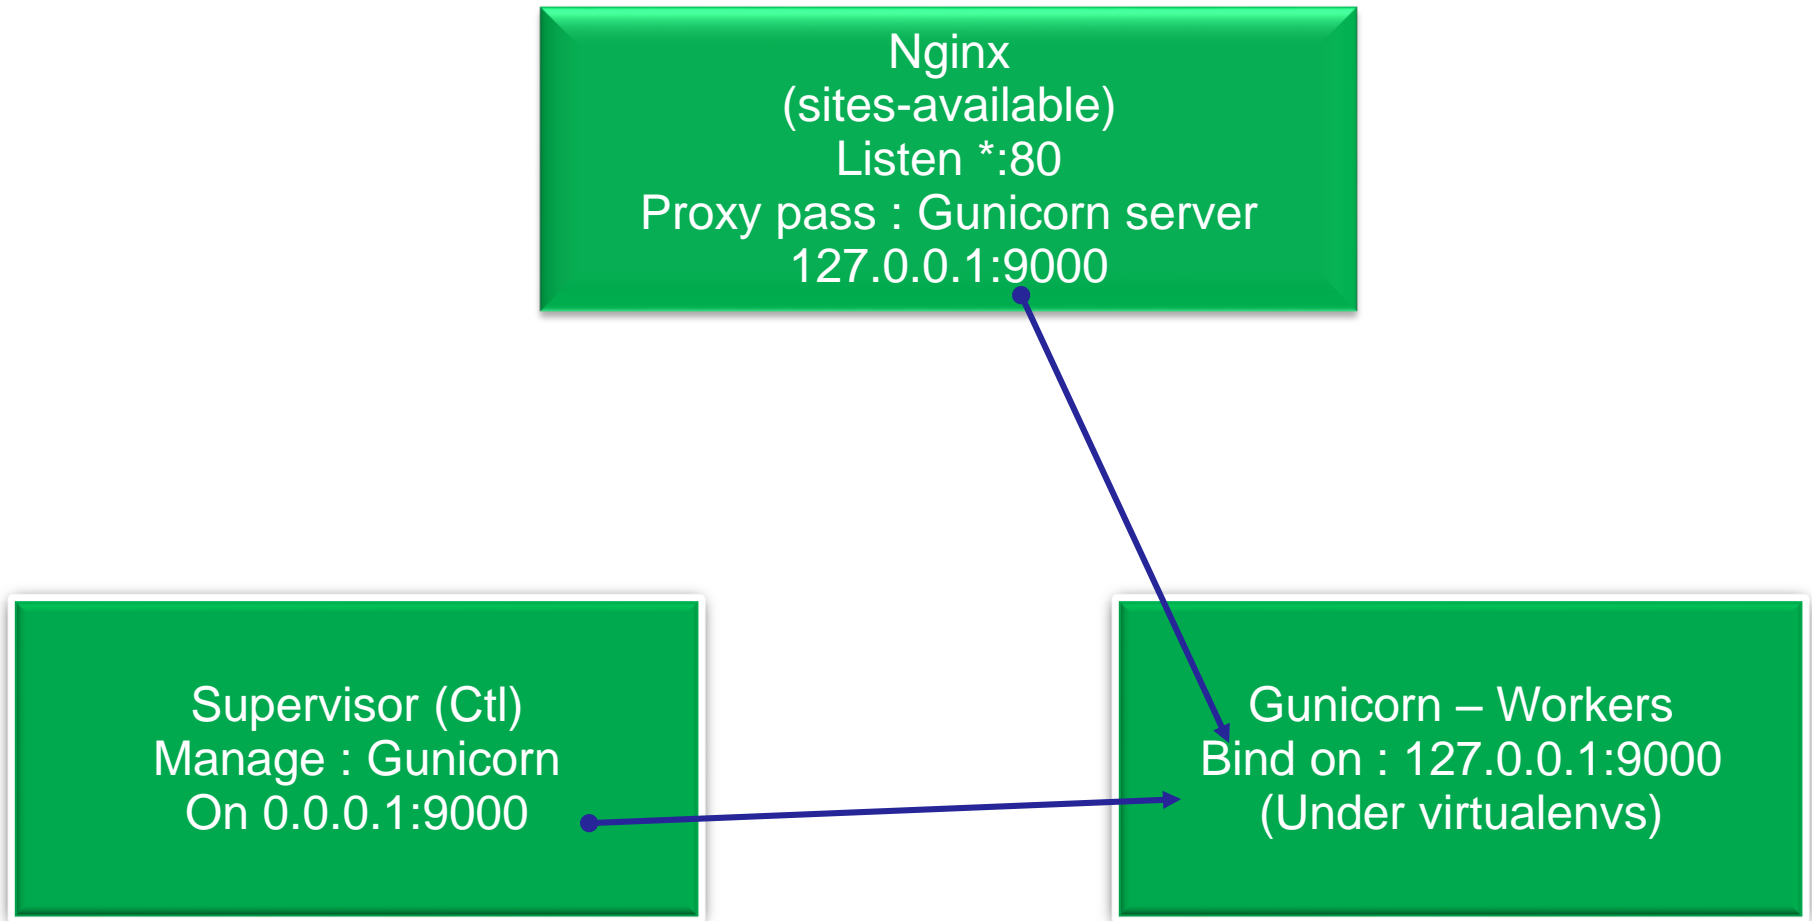 Nginx
(sites-available)
Listen *:80
Proxy pass : Gunicorn server
127.0.0.1:9000
Supervisor (Ctl)
Manage : Gunicorn
On 0.0.0.1:9000
Gunicorn – Workers
Bind on : 127.0.0.1:9000
(Under virtualenvs)